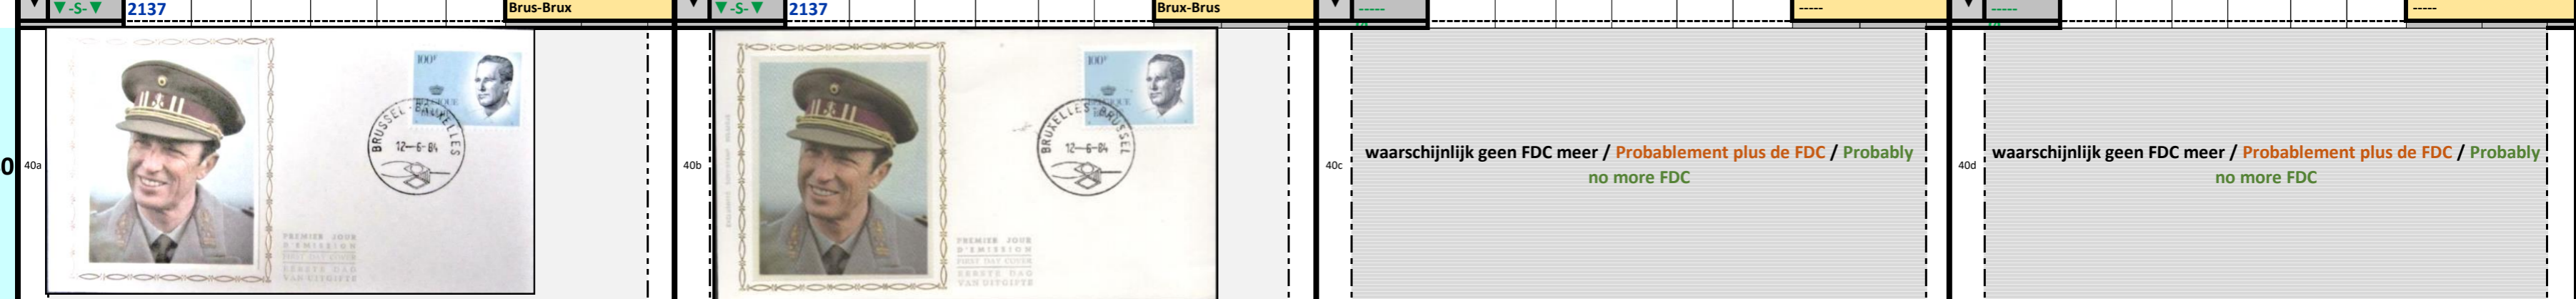 ▼ ▼-S-▼ 2137 Brus-Brux
▼ ▼-S-▼ 2137 Brux-Brus
▼ ----- -----
▼ ----- -----
0
40a
100F
BRUSSEL-BRUXELLES
12-6-84
PREMIER JOUR
D'EMISSION
FIRST DAY COVER
EERSTE DAG
VAN UITGIFTE
40b
100F
BELGIQUE
BRUXELLES-BRUSSEL
12-6-84
PREMIER JOUR
D'EMISSION
FIRST DAY COVER
EERSTE DAG
VAN UITGIFTE
40c
waarschijnlijk geen FDC meer / Probablement plus de FDC / Probably
no more FDC
40d
waarschijnlijk geen FDC meer / Probablement plus de FDC / Probably
no more FDC